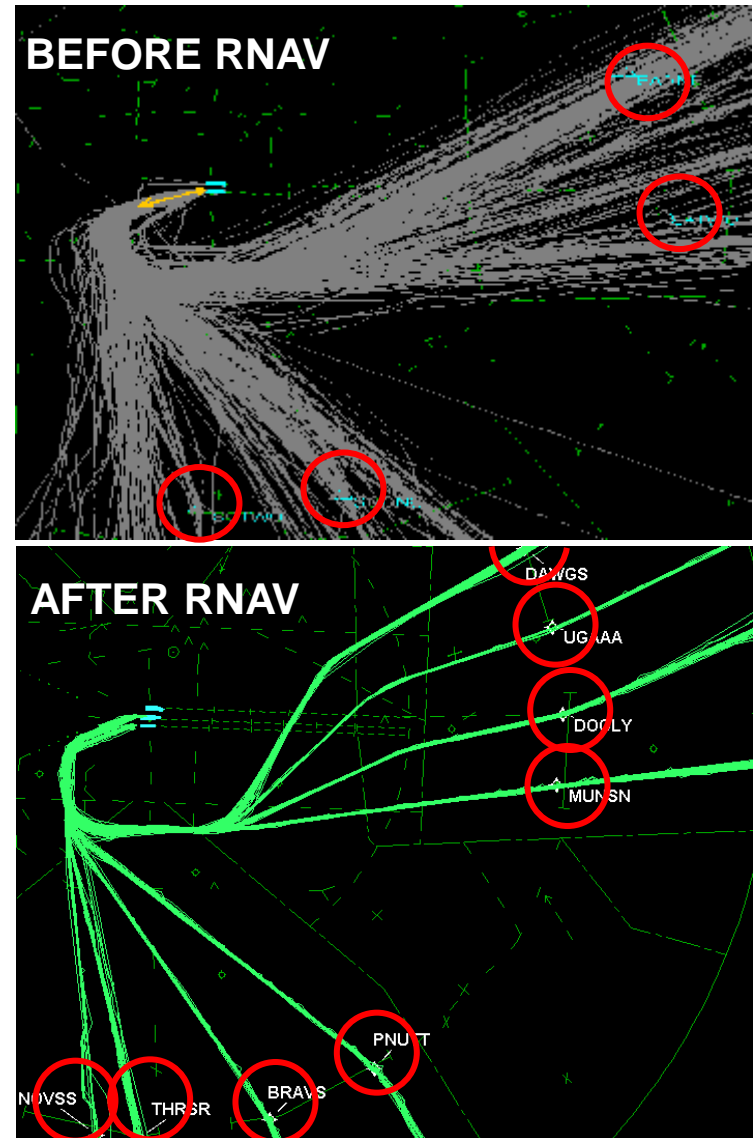 BEFORE RNAV
AFTER RNAV
DAWGS
UGAAA
DOOLY
MUNSN
PNUTT
BRAVS
NOVSS
THRSR